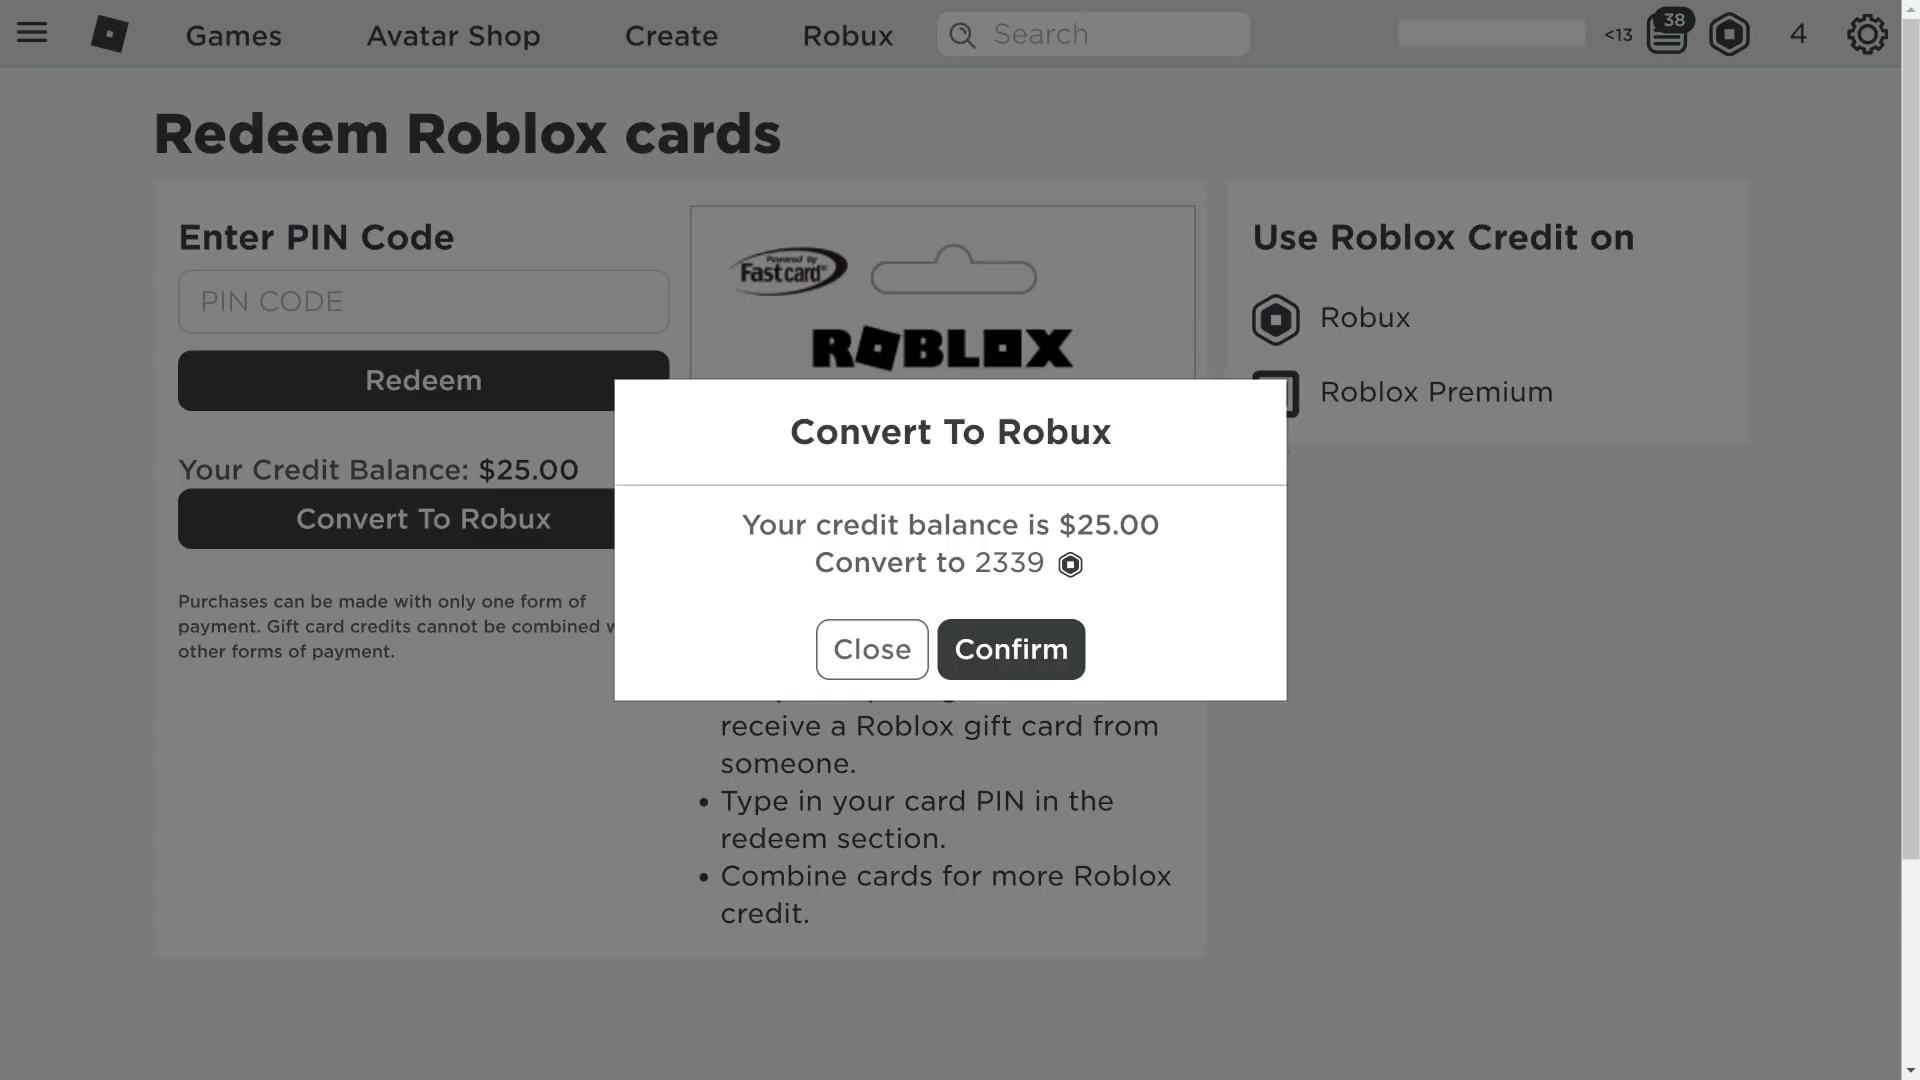 Games
Avatar Shop
Create
Robux
Search
<13
38
4
Redeem Roblox cards
Enter PIN Code
PIN CODE
Redeem
Your Credit Balance: $25.00
Convert To Robux
Purchases can be made with only one form of
payment. Gift card credits cannot be combined
other forms of payment.
Powered by
Fastcard
ROBLOX
receive a Roblox gift card from
someone.
• Type in your card PIN in the
redeem section.
• Combine cards for more Roblox
credit.
Use Roblox Credit on
Robux
Roblox Premium
Convert To Robux
Your credit balance is $25.00
Convert to 2339
Close
Confirm